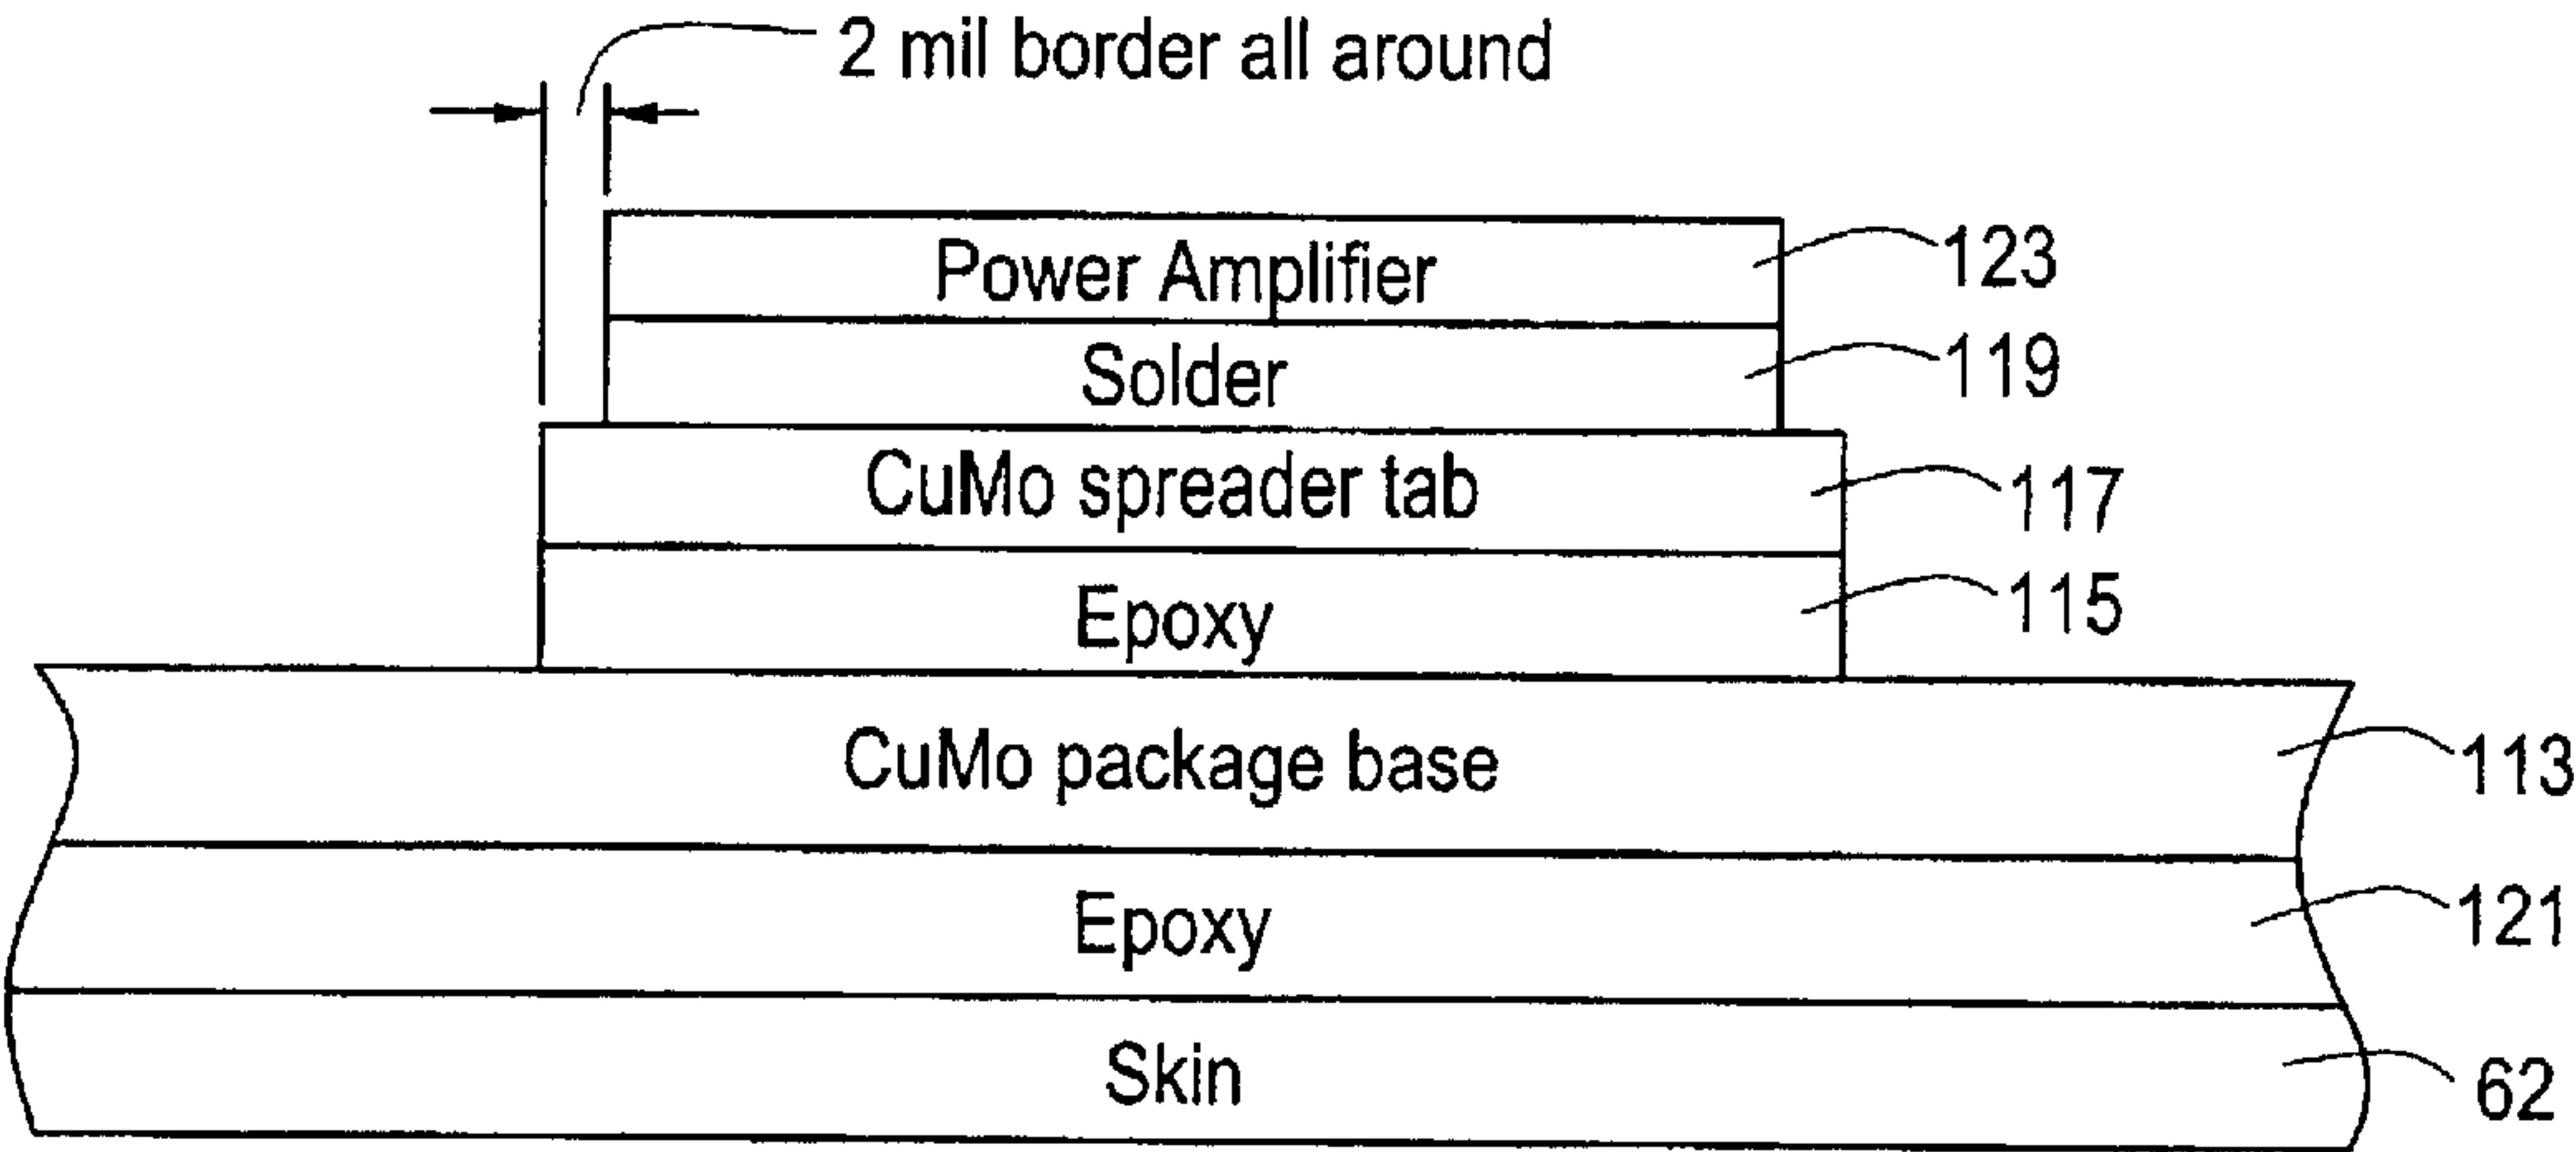 2 mil border all around
Power Amplifier 123
Solder 119
CuMo spreader tab 117
Epoxy 115
CuMo package base 113
Epoxy 121
Skin 62